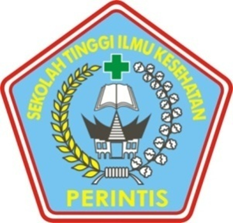 SEKOLAH TINGGI ILMU KESEHATAN
PERINTIS